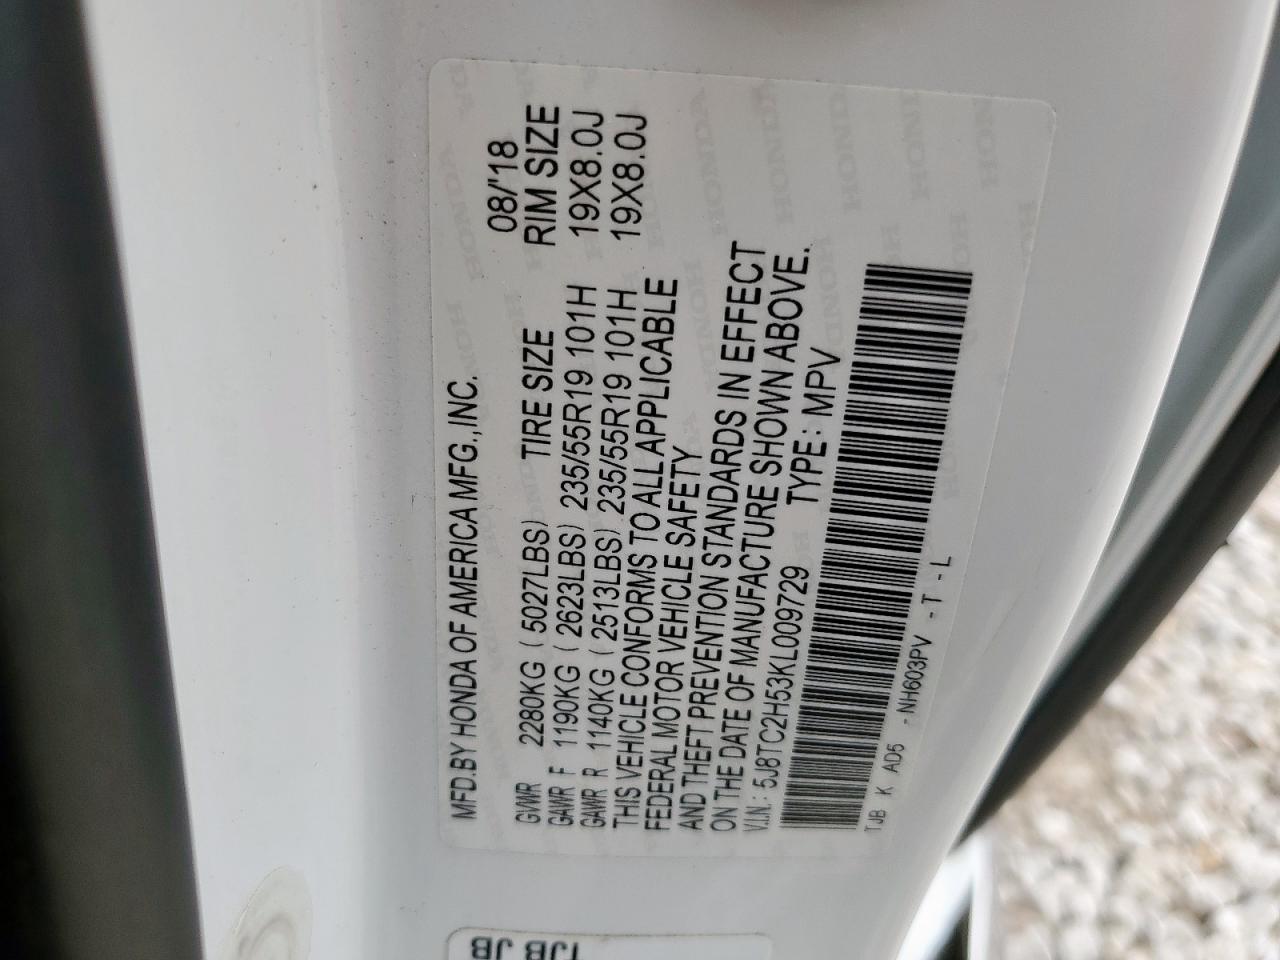 MFD.BY HONDA OF AMERICA MFG.,INC. 08/'18
GVWR 2280KG ( 5027LBS) TIRE SIZE RIM SIZE
GAWR F 1190KG ( 2623LBS) 235/55R19 101H 19X8.0J
GAWR R 1140KG ( 2513LBS) 235/55R19 101H 19X8.0J
THIS VEHICLE CONFORMS TO ALL APPLICABLE
FEDERAL MOTOR VEHICLE SAFETY
AND THEFT PREVENTION STANDARDS IN EFFECT
ON THE DATE OF MANUFACTURE SHOWN ABOVE.
V.I.N.: 5J8TC2H53KL009729 TYPE: MPV
TJB K AD5 - NH603PV - T - L
TJB
JB